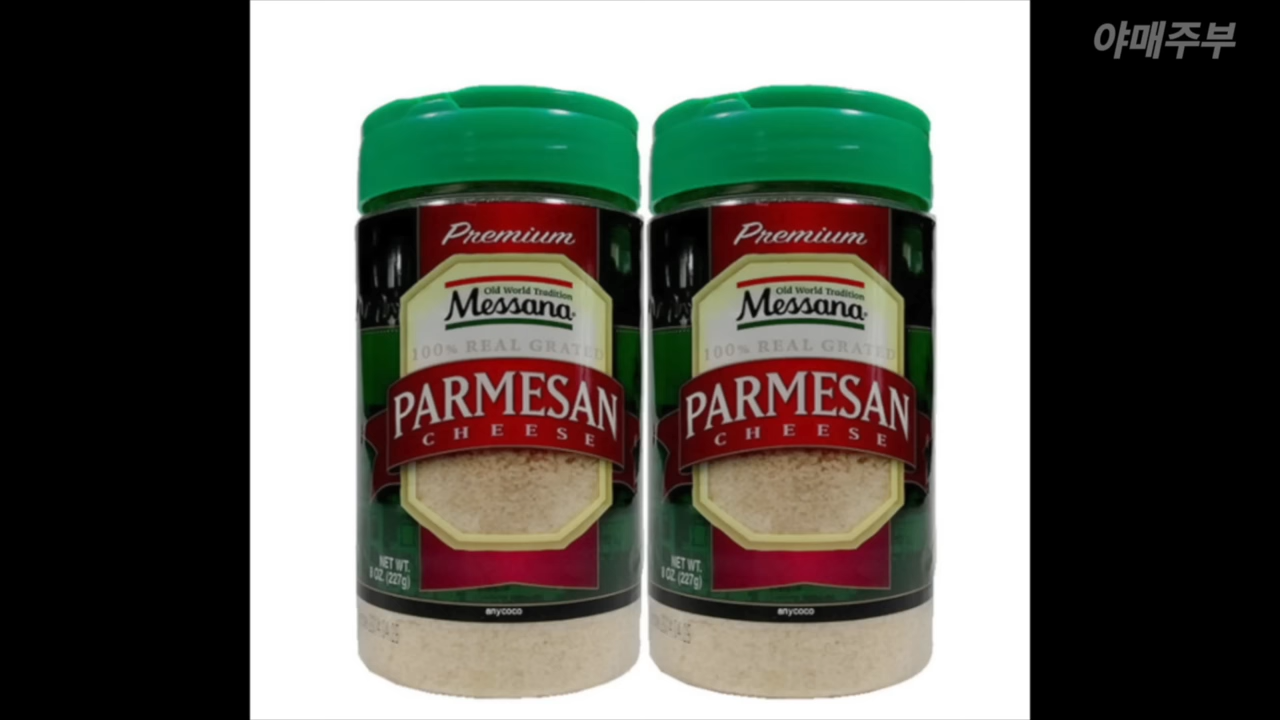 야매주부
Premium
Old World Tradition
Messana
100% REAL GRATED
PARMESAN
CHEESE
NET WT.
8 OZ. (227g)
anycoco
Premium
Old World Tradition
Messana
100% REAL GRATED
PARMESAN
CHEESE
NET WT.
8 OZ. (227g)
anycoco